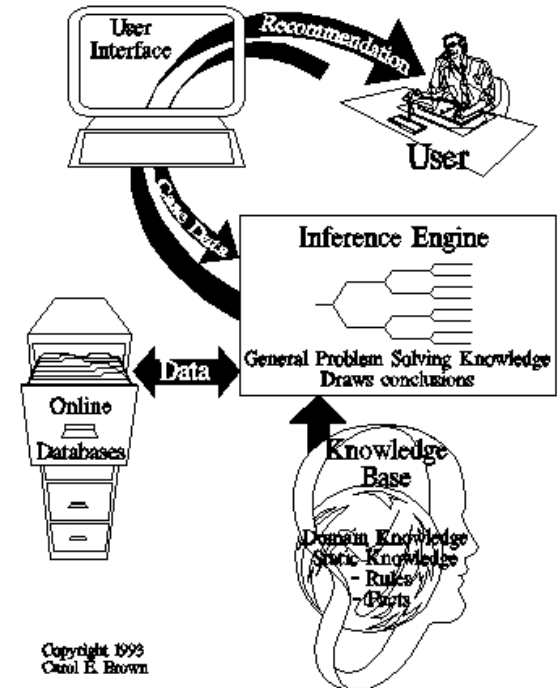 User
Interface
Recommendation
User
Case Data
Inference Engine
General Problem Solving Knowledge
Draws conclusions
Data
Online
Databases
Knowledge
Base
Domain Knowledge
Static Knowledge
- Rules
- Facts
Copyright 1993
Carol E. Brown